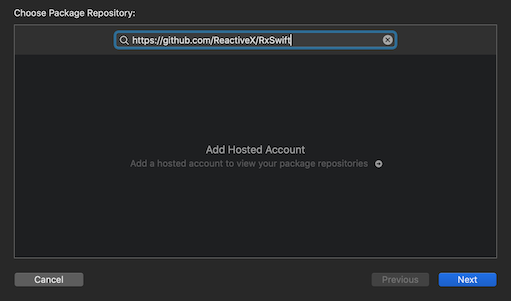 Choose Package Repository:
https://github.com/ReactiveX/RxSwift
Add Hosted Account
Add a hosted account to view your package repositories
Cancel
Previous
Next